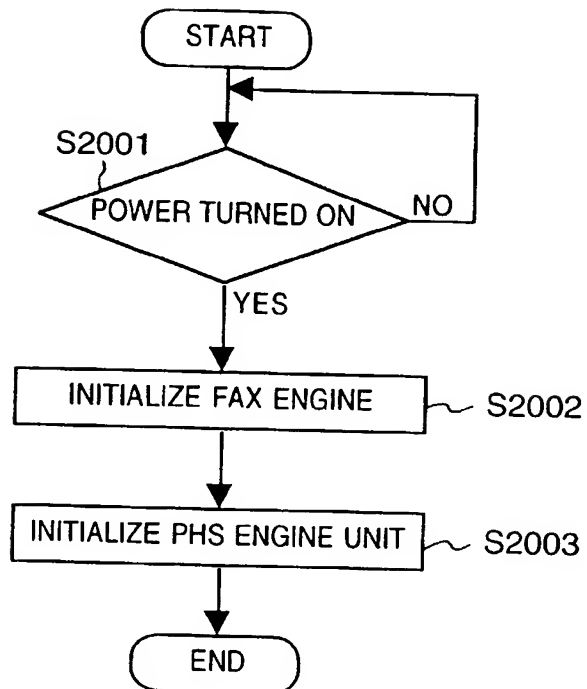 START
S2001
POWER TURNED ON
NO
YES
INITIALIZE FAX ENGINE
S2002
INITIALIZE PHS ENGINE UNIT
S2003
END